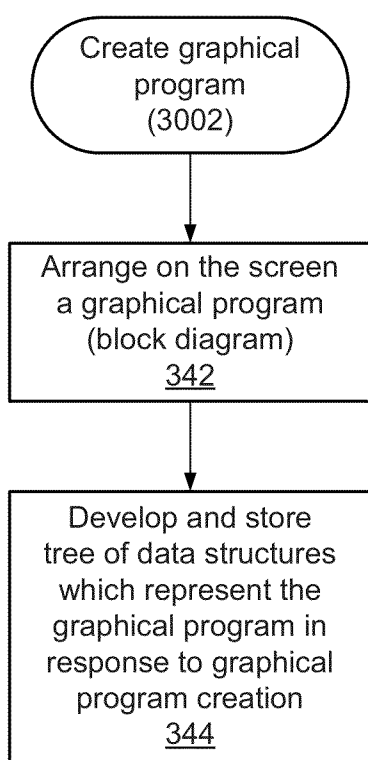 Create graphical
program
(3002)
Arrange on the screen
a graphical program
(block diagram)
342
Develop and store
tree of data structures
which represent the
graphical program in
response to graphical
program creation
344